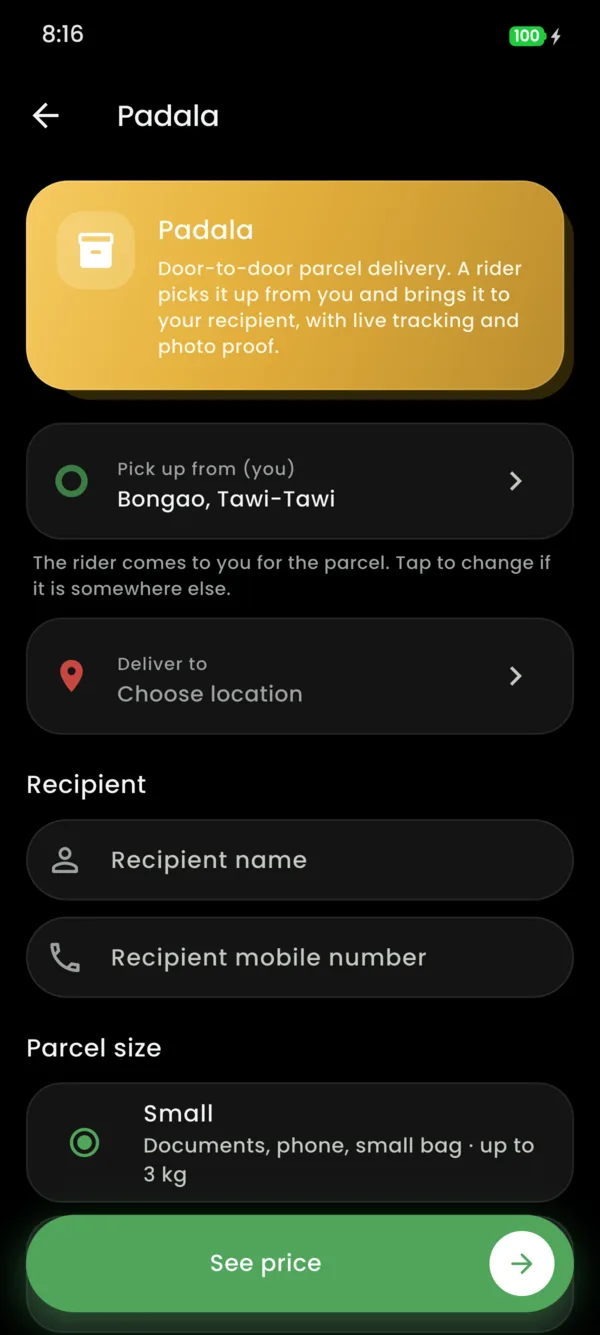 8:16
100
Padala
Padala
Door-to-door parcel delivery. A rider
picks it up from you and brings it to
your recipient, with live tracking and
photo proof.
Pick up from (you)
Bongao, Tawi-Tawi
The rider comes to you for the parcel. Tap to change if
it is somewhere else.
Deliver to
Choose location
Recipient
Recipient name
Recipient mobile number
Parcel size
Small
Documents, phone, small bag · up to
3 kg
See price